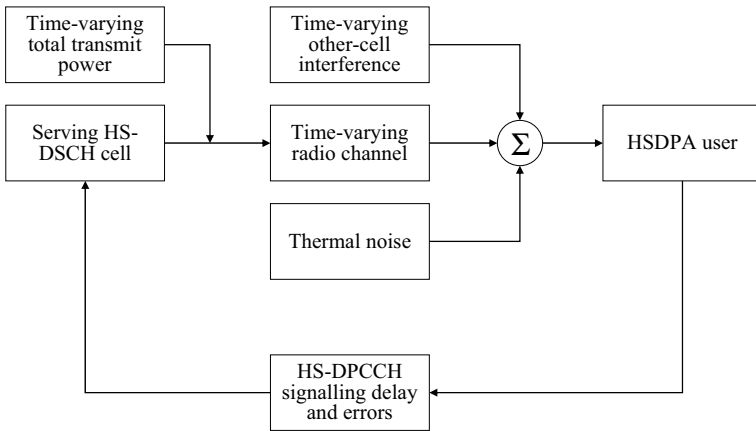 Time-varying
total transmit
power
Time-varying
other-cell
interference
Serving HS-
DSCH cell
Time-varying
radio channel
Σ
HSDPA user
Thermal noise
HS-DPCCH
signalling delay
and errors